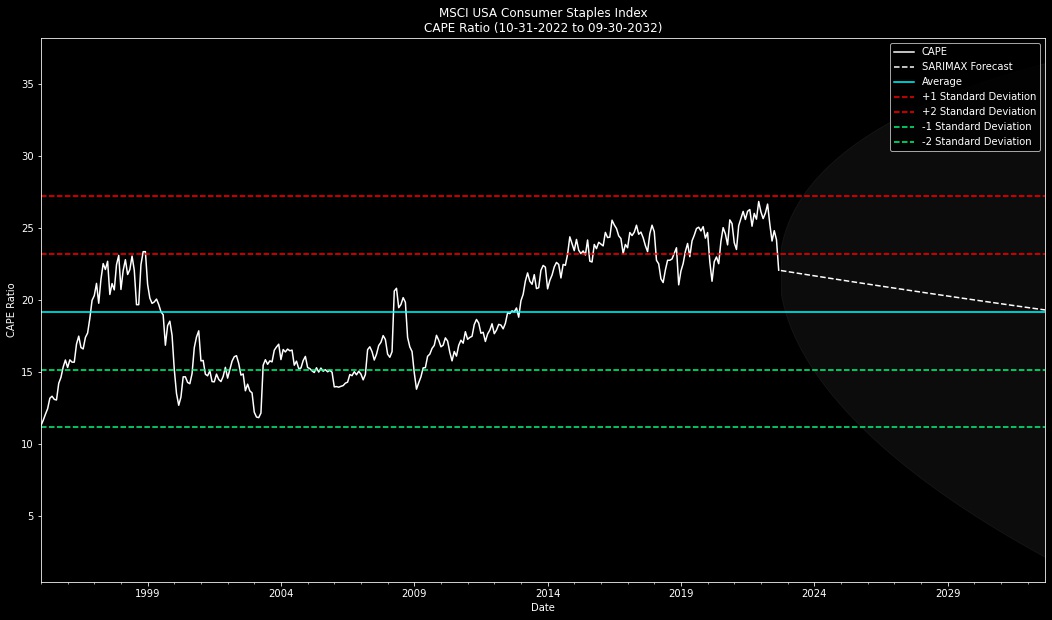 MSCI USA Consumer Staples Index
CAPE Ratio (10-31-2022 to 09-30-2032)
CAPE
SARIMAX Forecast
Average
+1 Standard Deviation
+2 Standard Deviation
-1 Standard Deviation
-2 Standard Deviation
35
30
25
20
15
10
5
CAPE Ratio
1999
2004
2009
2014
2019
2024
2029
Date